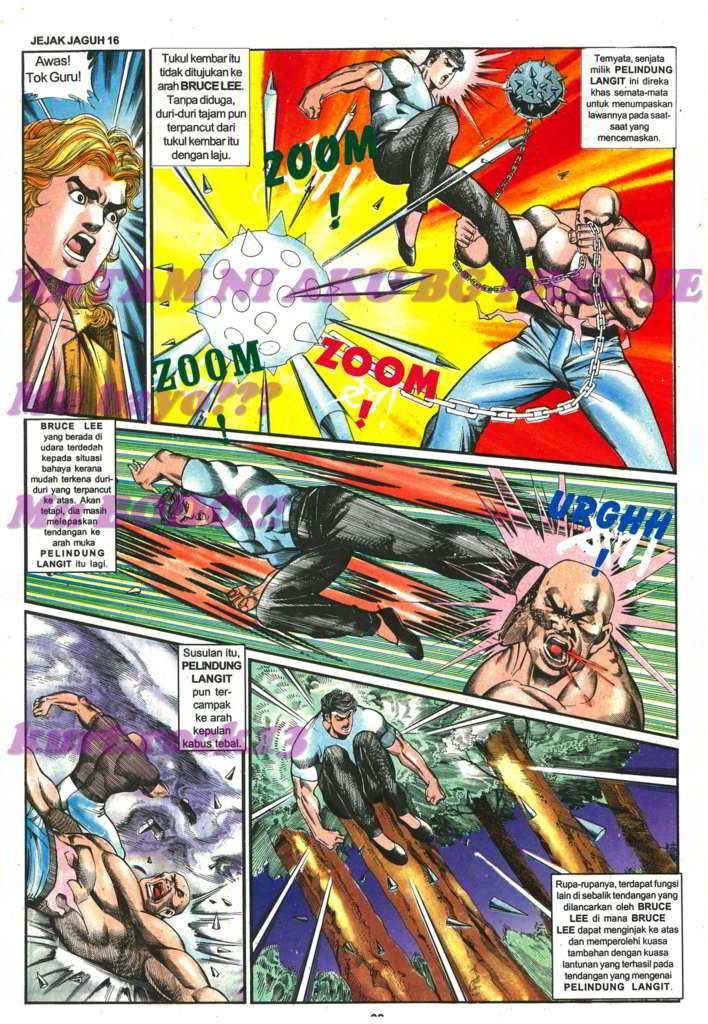 JEJAK JAGUH 16
Awas!
Tok Guru!
Tukul kembar itu
tidak ditujukan ke
arah BRUCE LEE.
Tanpa diduga,
duri-duri tajam pun
terpancut dari
tukul kembar itu
dengan laju.
Ternyata, senjata
milik PELINDUNG
LANGIT ini direka
khas semata-mata
untuk menumpaskan
lawannya pada saat-
saat yang
mencemaskan.
ZOOM
!
ZOOM
!
ZOOM
!
BRUCE LEE
yang berada di
udara terdedah
kepada situasi
bahaya kerana
mudah terkena duri-
duri yang terpancut
ke atas. Akan
tetapi, dia masih
melepaskan
tendangan ke
arah muka
PELINDUNG
LANGIT itu lagi.
URGHH
!
Susulan itu,
PELINDUNG
LANGIT
pun ter-
campak
ke arah
kepulan
kabus tebal.
Rupa-rupanya, terdapat fungsi
lain di sebalik tendangan yang
dilancarkan oleh BRUCE
LEE di mana BRUCE
LEE dapat menginjak ke atas
dan memperolehi kuasa
tambahan dengan kuasa
lantunan yang terhasil pada
tendangan yang mengenai
PELINDUNG LANGIT.